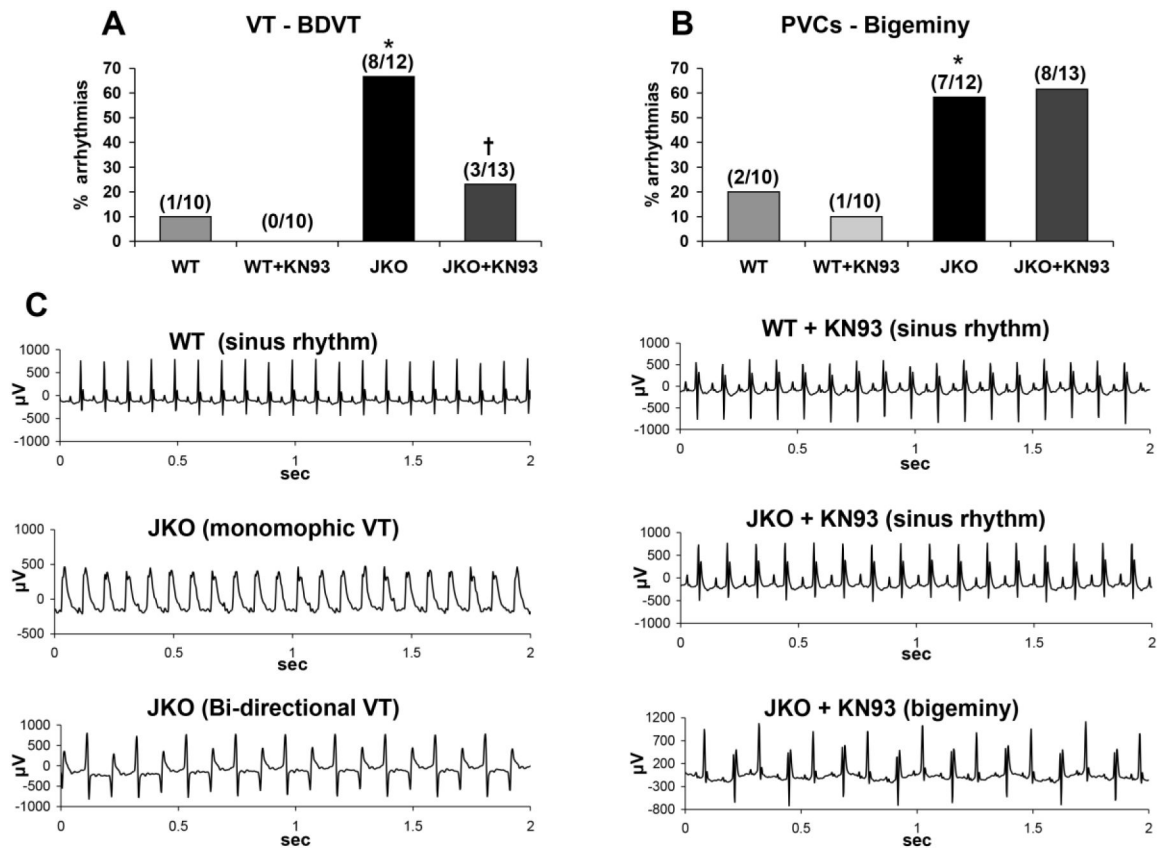 A
VT - BDVT
% arrhythmias
70
60
50
40
30
20
10
0
(1/10)
(0/10)
*
(8/12)
†
(3/13)
WT
WT+KN93
JKO
JKO+KN93
B
PVCs - Bigeminy
% arrhythmias
70
60
50
40
30
20
10
0
(2/10)
(1/10)
*
(7/12)
(8/13)
WT
WT+KN93
JKO
JKO+KN93
C
WT (sinus rhythm)
µV
1000
500
0
-500
-1000
0 0.5 1 1.5 2
sec
WT + KN93 (sinus rhythm)
µV
1000
500
0
-500
-1000
0 0.5 1 1.5 2
sec
JKO (monomophic VT)
µV
1000
500
0
-500
0 0.5 1 1.5 2
sec
JKO + KN93 (sinus rhythm)
µV
1000
500
0
-500
-1000
0 0.5 1 1.5 2
sec
JKO (Bi-directional VT)
µV
1000
500
0
-500
-1000
0 0.5 1 1.5 2
sec
JKO + KN93 (bigeminy)
µV
1200
700
200
-300
-800
0 0.5 1 1.5 2
sec